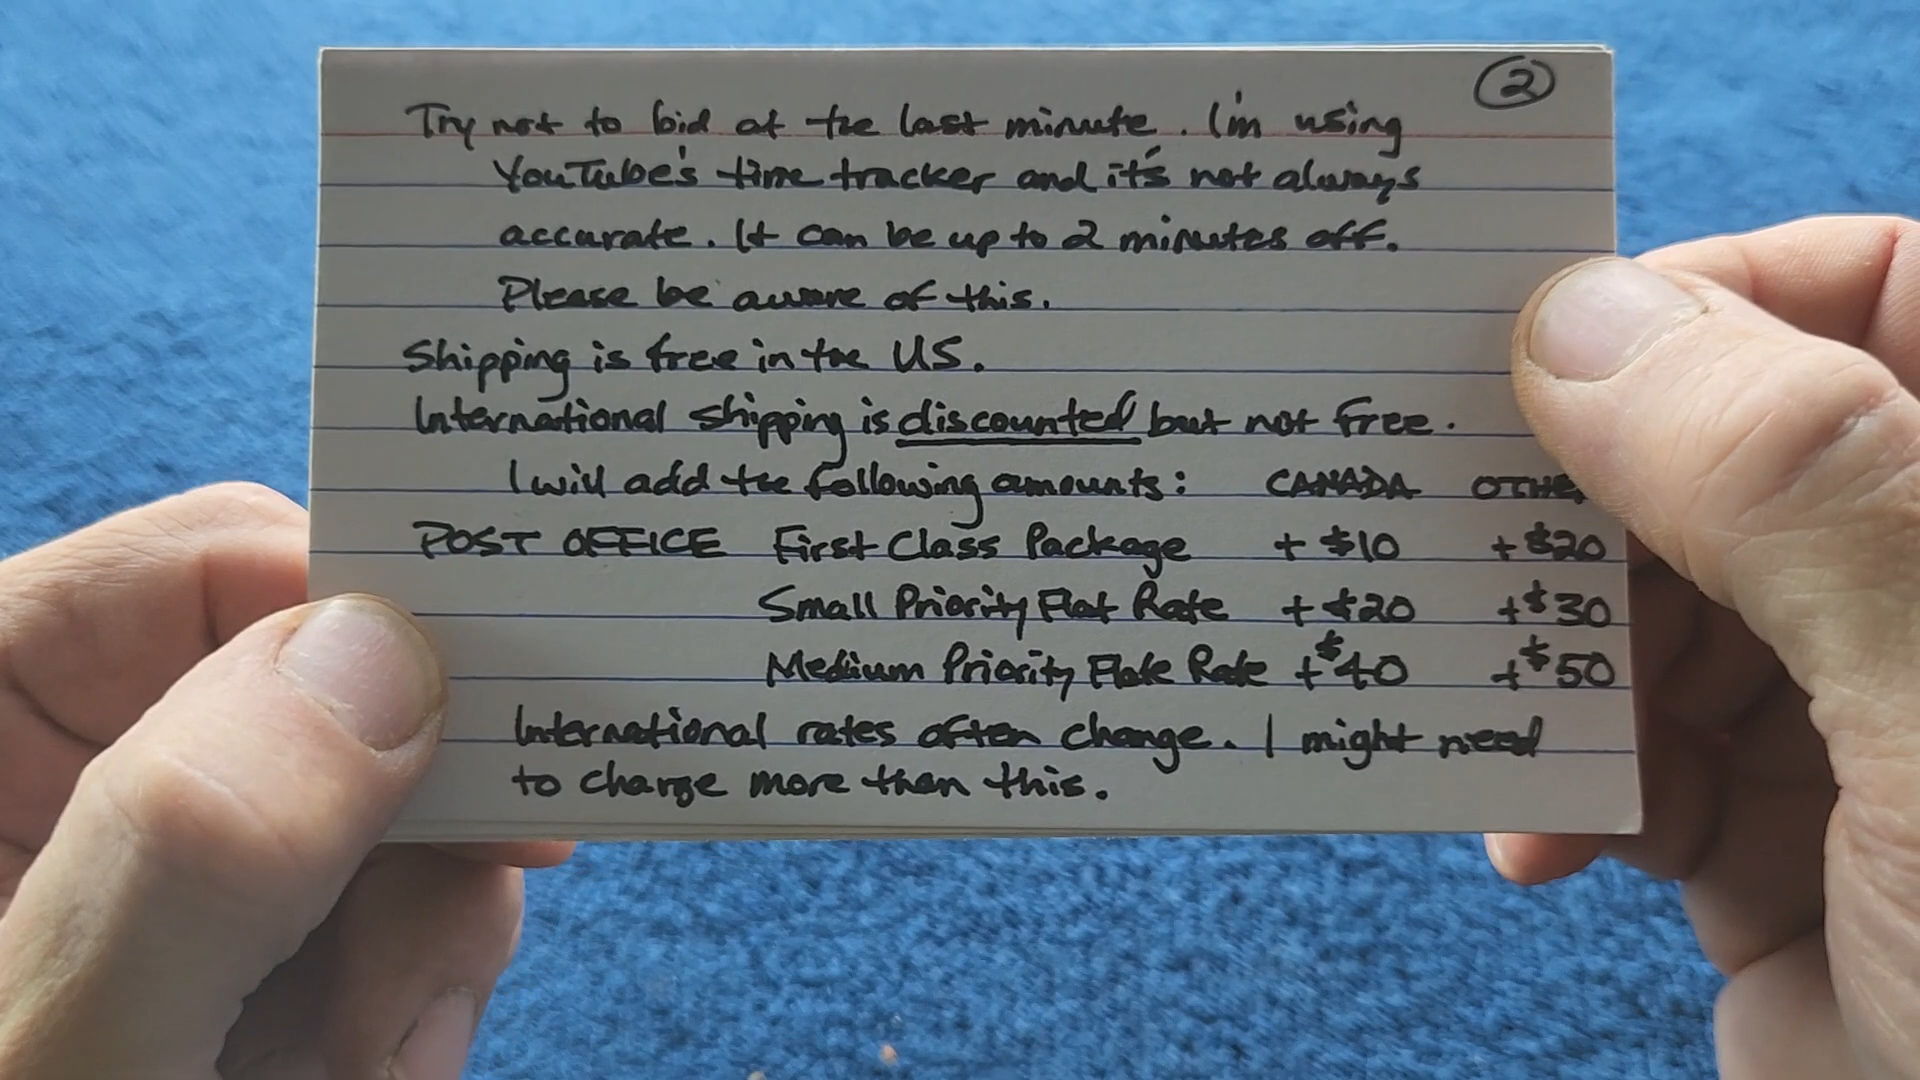 2
Try not to bid at the last minute. I'm using
YouTube's time tracker and it's not always
accurate. It can be up to 2 minutes off.
Please be aware of this.
Shipping is free in the US.
International shipping is discounted but not free.
I will add the following amounts: CANADA OTHE
POST OFFICE First Class Package + $10 + $20
Small Priority Flat Rate + $20 + $30
Medium Priority Flate Rate + $40 + $50
International rates often change. I might need
to charge more than this.